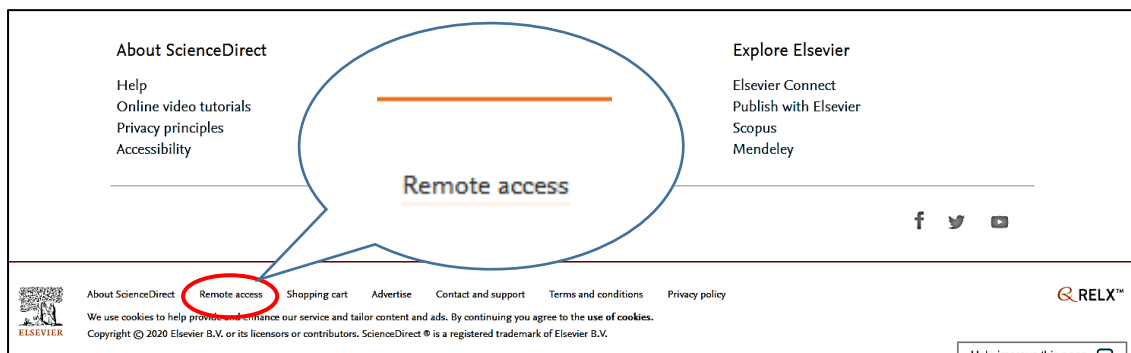 About ScienceDirect
Help
Online video tutorials
Privacy principles
Accessibility
Remote access
Explore Elsevier
Elsevier Connect
Publish with Elsevier
Scopus
Mendeley
ELSEVIER
About ScienceDirect Remote access Shopping cart Advertise Contact and support Terms and conditions Privacy policy
We use cookies to help provide and enhance our service and tailor content and ads. By continuing you agree to the use of cookies.
Copyright © 2020 Elsevier B.V. or its licensors or contributors. ScienceDirect ® is a registered trademark of Elsevier B.V.
RELX™